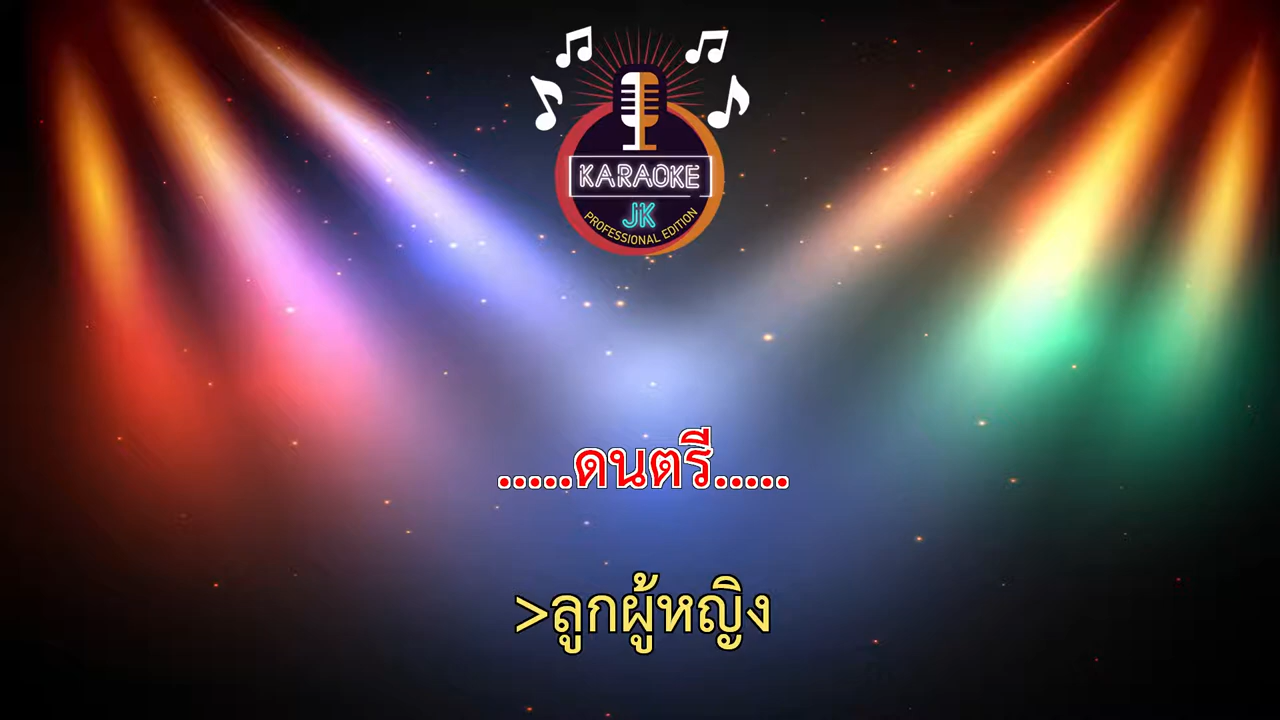 KARAOKE
JK
PROFESSIONAL EDITION
.....ดนตรี.....
>ลูกผู้หญิง